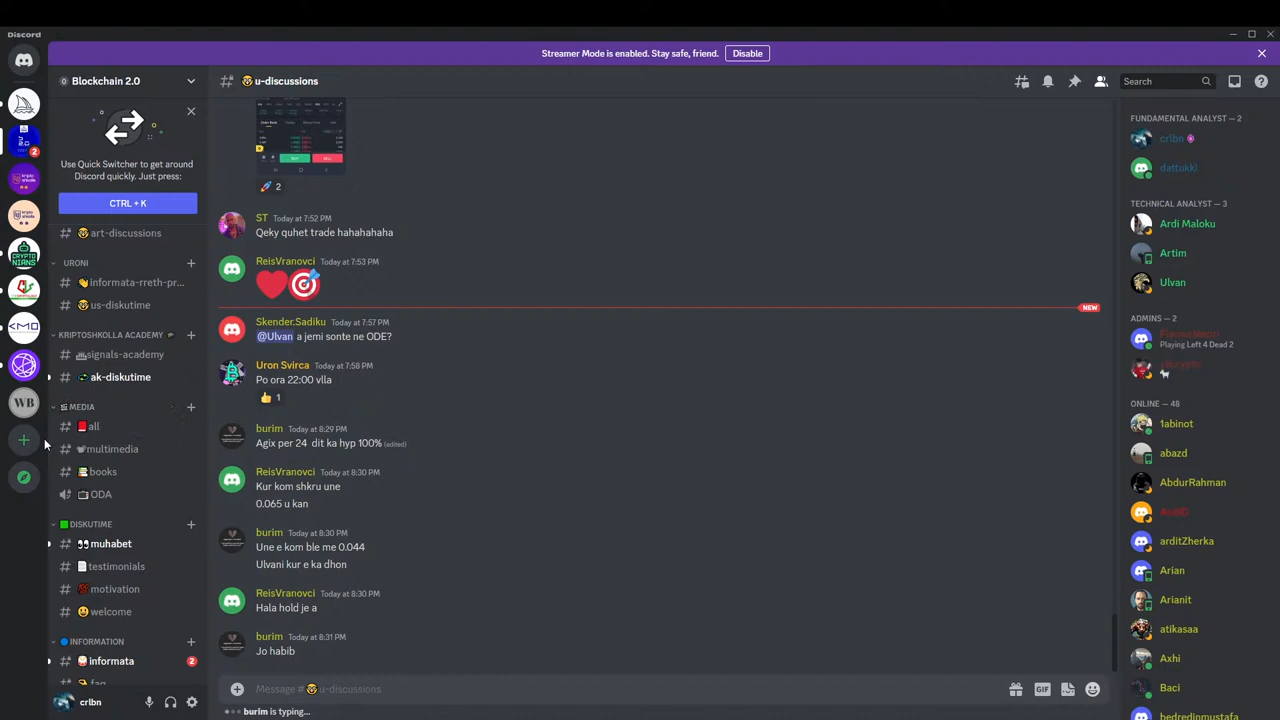 Discord
Streamer Mode is enabled. Stay safe, friend.
Disable
Blockchain 2.0
Use Quick Switcher to get around
Discord quickly. Just press:
CTRL + K
art-discussions
URONI
informata-rreth-pr...
us-diskutime
KRIPTOSHKOLLA ACADEMY
signals-academy
ak-diskutime
MEDIA
all
multimedia
books
ODA
DISKUTIME
muhabet
testimonials
motivation
welcome
INFORMATION
informata
2
faq
crlbn
WB
2
u-discussions
Search
2
ST Today at 7:52 PM
Qeky quhet trade hahahahaha
ReisVranovci Today at 7:53 PM
NEW
Skender.Sadiku Today at 7:57 PM
@Ulvan a jemi sonte ne ODE?
Uron Svirca Today at 7:58 PM
Po ora 22:00 vlla
1
burim Today at 8:29 PM
Agix per 24 dit ka hyp 100% (edited)
ReisVranovci Today at 8:30 PM
Kur kom shkru une
0.065 u kan
burim Today at 8:30 PM
Une e kom ble me 0.044
Ulvani kur e ka dhon
ReisVranovci Today at 8:30 PM
Hala hold je a
burim Today at 8:31 PM
Jo habib
Message # u-discussions
GIF
burim is typing...
FUNDAMENTAL ANALYST — 2
crlbn
dattukki
TECHNICAL ANALYST — 3
Ardi Maloku
Artim
Ulvan
ADMINS — 2
Playing Left 4 Dead 2
ONLINE — 48
1abinot
abazd
AbdurRahman
arditZherka
Arian
Arianit
atikasaa
Axhi
Baci
bedredinmustafa